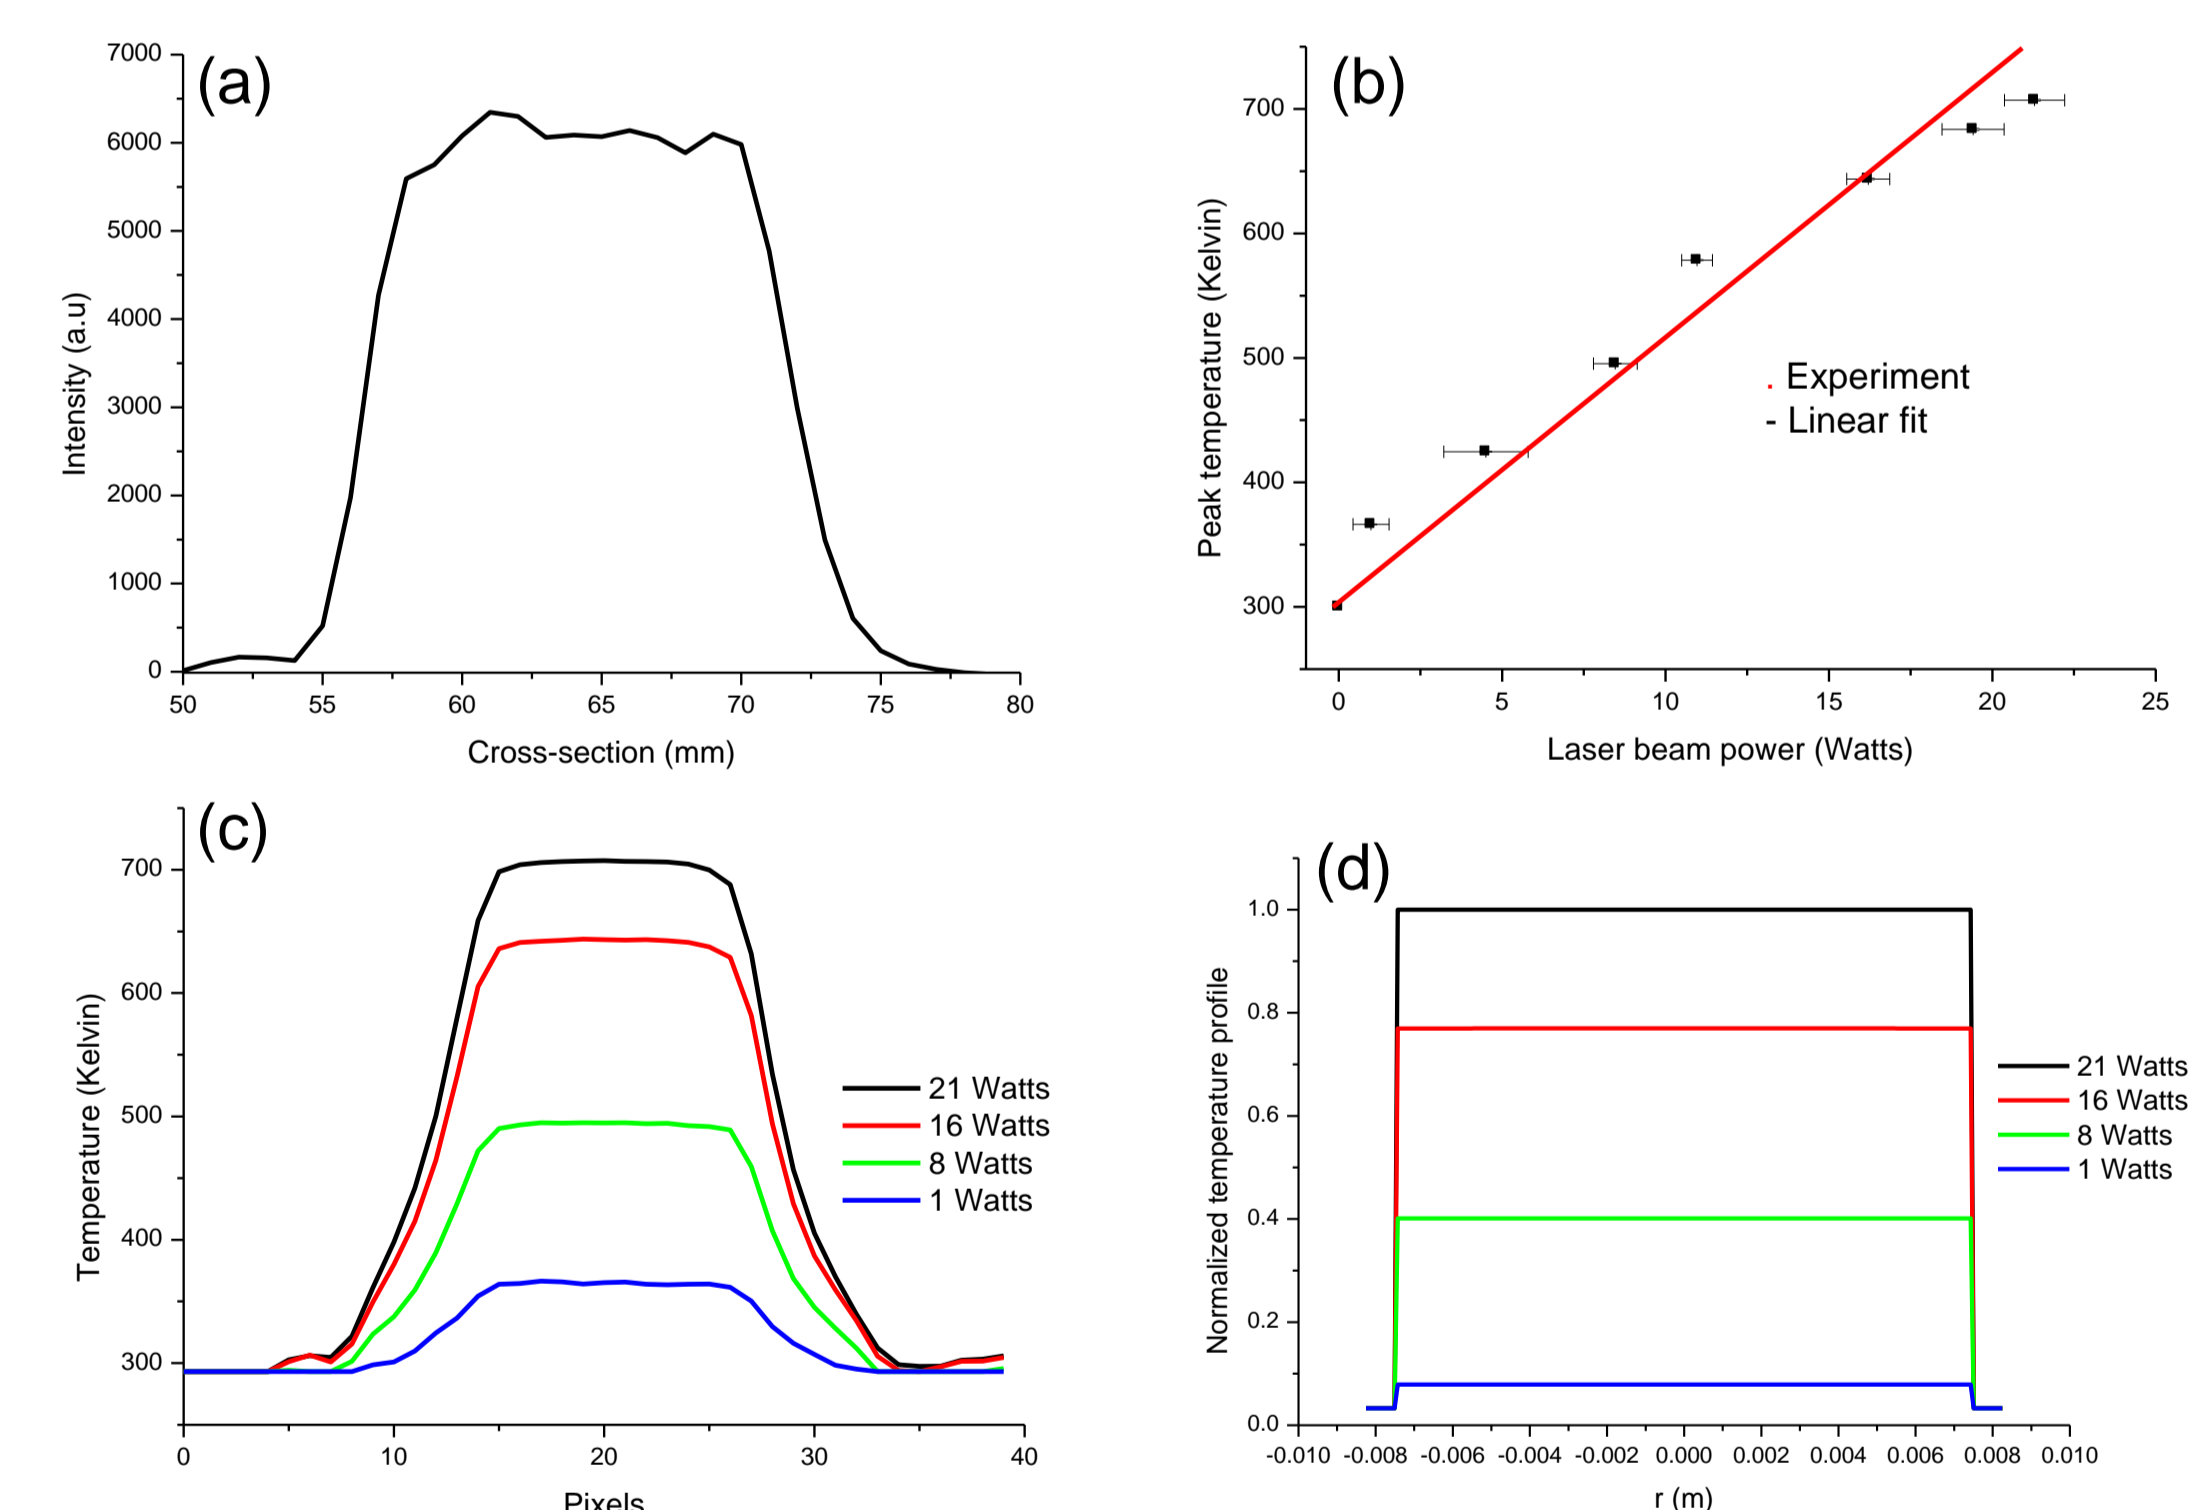 (a)
7000
6000
5000
4000
3000
2000
1000
0
Intensity (a.u)
50 55 60 65 70 75 80
Cross-section (mm)
(b)
700
600
500
400
300
Peak temperature (Kelvin)
. Experiment
- Linear fit
0 5 10 15 20 25
Laser beam power (Watts)
(c)
700
600
500
400
300
Temperature (Kelvin)
21 Watts
16 Watts
8 Watts
1 Watts
0 10 20 30 40
Pixels
(d)
1.0
0.8
0.6
0.4
0.2
0.0
Normalized temperature profile
21 Watts
16 Watts
8 Watts
1 Watts
-0.010 -0.008 -0.006 -0.004 -0.002 0.000 0.002 0.004 0.006 0.008 0.010
r (m)